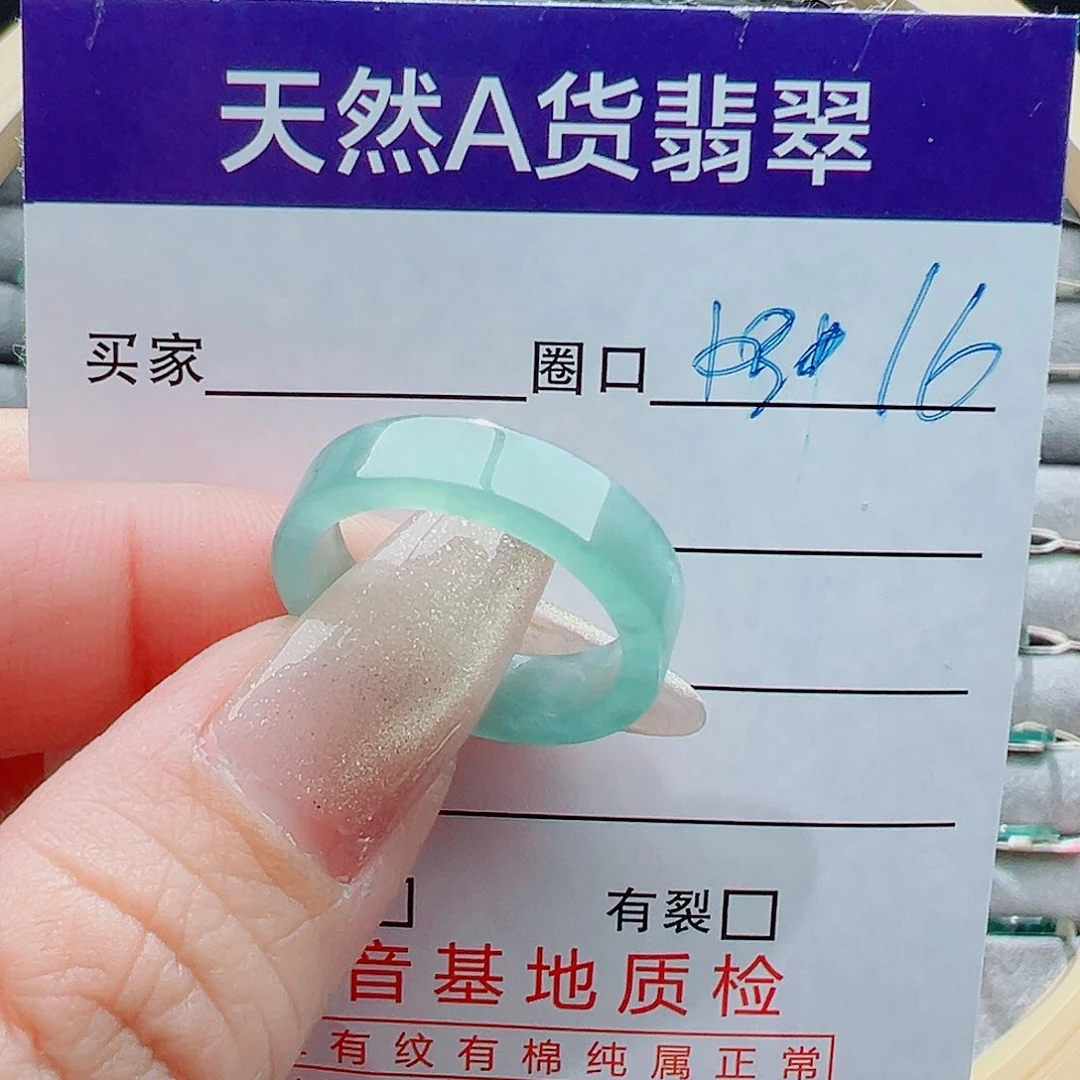 天然A货翡翠
买家 圈口 16
有裂
音基地质检
有纹有棉纯属正常